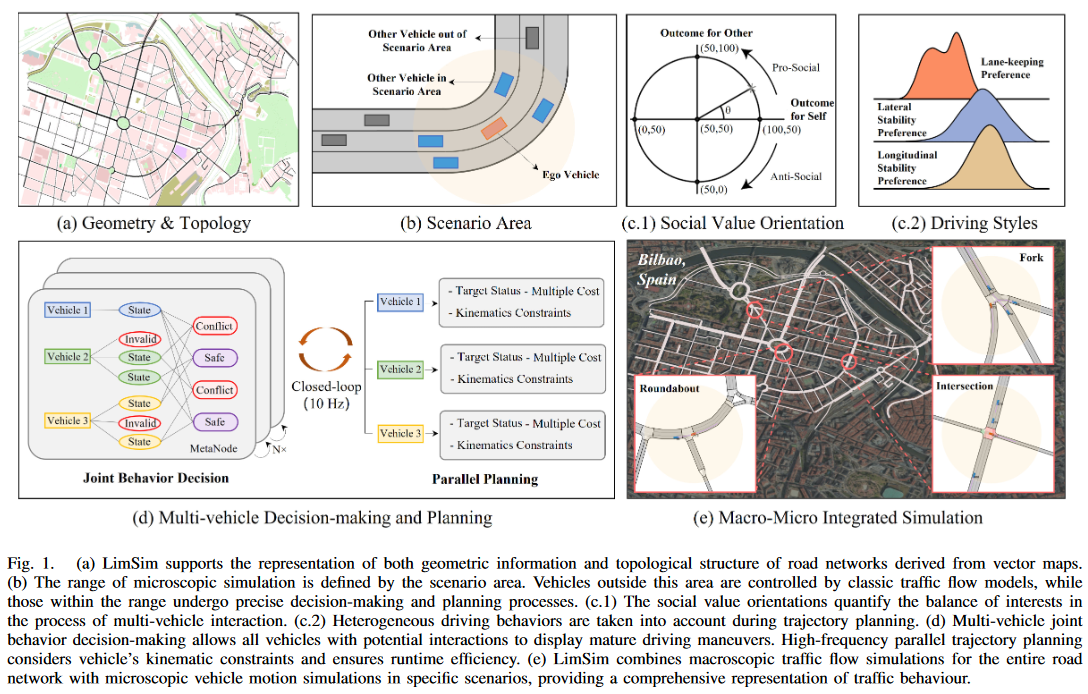 Other Vehicle out of
Scenario Area
Other Vehicle in
Scenario Area
Ego Vehicle
Outcome for Other
(50,100)
Pro-Social
θ
Outcome
for Self
(0,50)
(50,50)
(100,50)
Anti-Social
(50,0)
Lane-keeping
Preference
Lateral
Stability
Preference
Longitudinal
Stability
Preference
(a) Geometry & Topology
(b) Scenario Area
(c.1) Social Value Orientation
(c.2) Driving Styles
Vehicle 1
State
Conflict
Invalid
Vehicle 2
State
Safe
State
Conflict
State
Vehicle 3
Invalid
Safe
State
MetaNode
N×
Joint Behavior Decision
Closed-loop
(10 Hz)
Vehicle 1
- Target Status - Multiple Cost
- Kinematics Constraints
Vehicle 2
- Target Status - Multiple Cost
- Kinematics Constraints
Vehicle 3
- Target Status - Multiple Cost
- Kinematics Constraints
Parallel Planning
Bilbao,
Spain
Fork
Roundabout
Intersection
(d) Multi-vehicle Decision-making and Planning
(e) Macro-Micro Integrated Simulation
Fig. 1. (a) LimSim supports the representation of both geometric information and topological structure of road networks derived from vector maps.
(b) The range of microscopic simulation is defined by the scenario area. Vehicles outside this area are controlled by classic traffic flow models, while
those within the range undergo precise decision-making and planning processes. (c.1) The social value orientations quantify the balance of interests in
the process of multi-vehicle interaction. (c.2) Heterogeneous driving behaviors are taken into account during trajectory planning. (d) Multi-vehicle joint
behavior decision-making allows all vehicles with potential interactions to display mature driving maneuvers. High-frequency parallel trajectory planning
considers vehicle's kinematic constraints and ensures runtime efficiency. (e) LimSim combines macroscopic traffic flow simulations for the entire road
network with microscopic vehicle motion simulations in specific scenarios, providing a comprehensive representation of traffic behaviour.